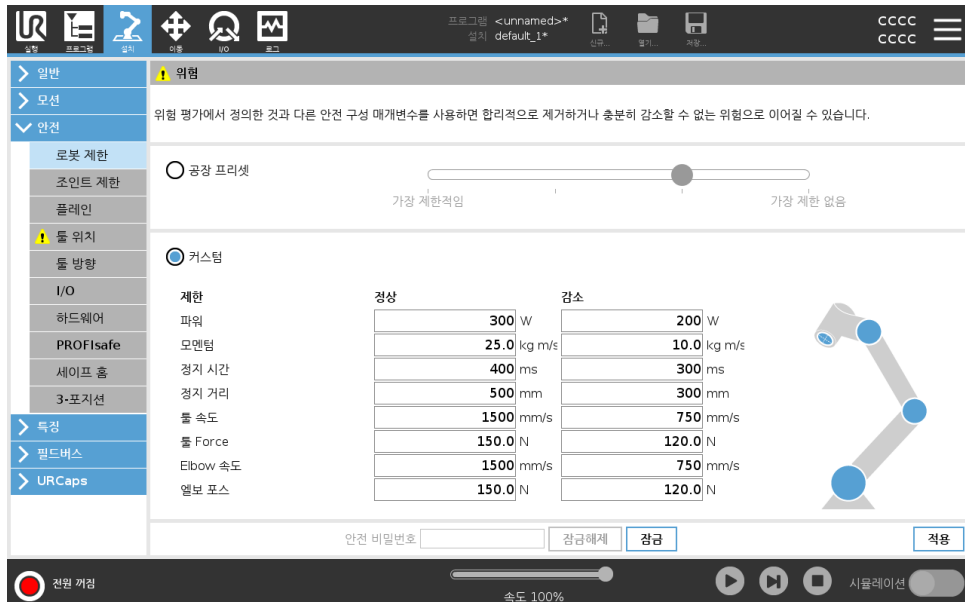 UR
실행
프로그램
설치
이동
I/O
로그
프로그램 <unnamed>*
설치 default_1*
신규...
열기...
저장...
CCCC
CCCC
일반
모션
안전
로봇 제한
조인트 제한
플레인
툴 위치
툴 방향
I/O
하드웨어
PROFIsafe
세이프 홈
3-포지션
특징
필드버스
URCaps
위험
위험 평가에서 정의한 것과 다른 안전 구성 매개변수를 사용하면 합리적으로 제거하거나 충분히 감소할 수 없는 위험으로 이어질 수 있습니다.
공장 프리셋
가장 제한적임 가장 제한 없음
커스텀
제한 정상 감소
파워 300 W 200 W
모멘텀 25.0 kg m/s 10.0 kg m/s
정지 시간 400 ms 300 ms
정지 거리 500 mm 300 mm
툴 속도 1500 mm/s 750 mm/s
툴 Force 150.0 N 120.0 N
Elbow 속도 1500 mm/s 750 mm/s
엘보 포스 150.0 N 120.0 N
안전 비밀번호 잠금해제 잠금 적용
전원 꺼짐
속도 100%
시뮬레이션